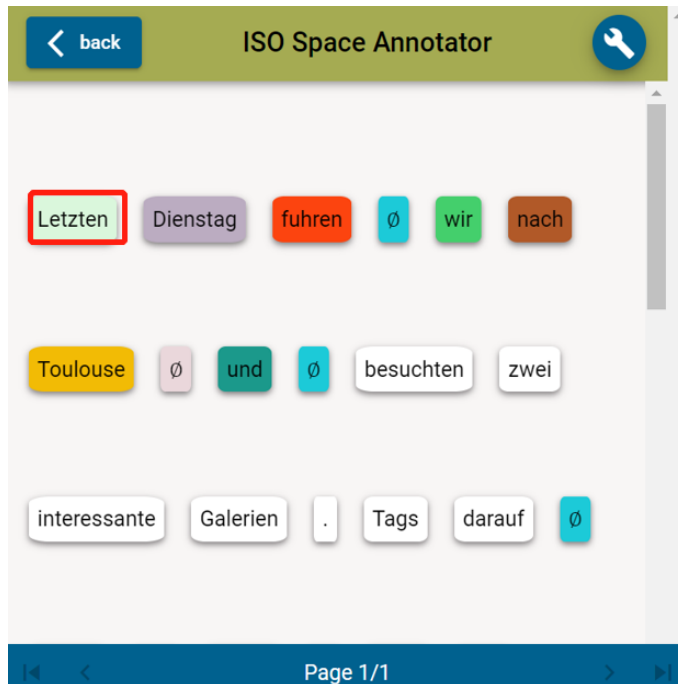 back ISO Space Annotator
Letzten Dienstag fuhren Ø wir nach
Toulouse Ø und Ø besuchten zwei
interessante Galerien . Tags darauf Ø
Page 1/1